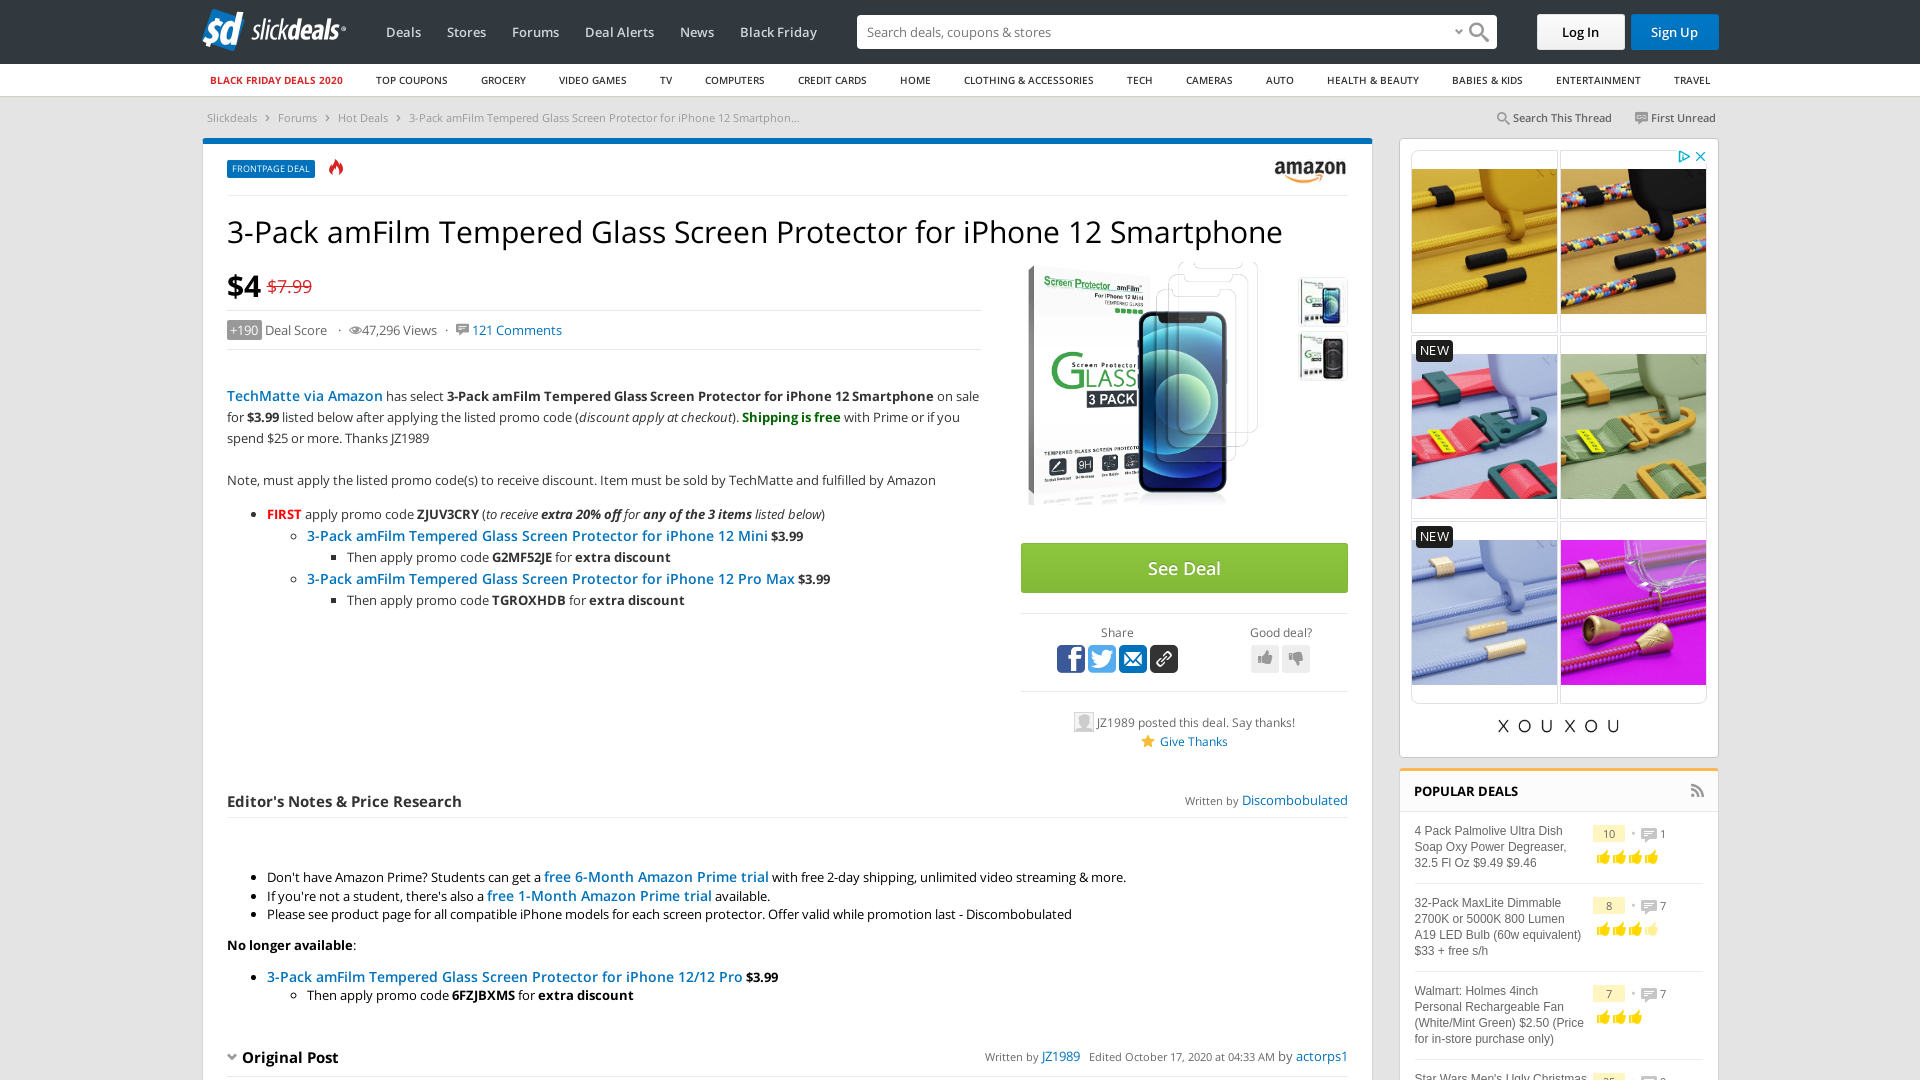 slickdeals
Deals
Stores
Forums
Deal Alerts
News
Black Friday
Search deals, coupons & stores
Log In
Sign Up
BLACK FRIDAY DEALS 2020
TOP COUPONS
GROCERY
VIDEO GAMES
TV
COMPUTERS
CREDIT CARDS
HOME
CLOTHING & ACCESSORIES
TECH
CAMERAS
AUTO
HEALTH & BEAUTY
BABIES & KIDS
ENTERTAINMENT
TRAVEL
Slickdeals › Forums › Hot Deals › 3-Pack amFilm Tempered Glass Screen Protector for iPhone 12 Smartphon...
Search This Thread
First Unread
FRONTPAGE DEAL
amazon
3-Pack amFilm Tempered Glass Screen Protector for iPhone 12 Smartphone
$4 $7.99
+190 Deal Score · 47,296 Views · 121 Comments
TechMatte via Amazon has select 3-Pack amFilm Tempered Glass Screen Protector for iPhone 12 Smartphone on sale
for $3.99 listed below after applying the listed promo code (discount apply at checkout). Shipping is free with Prime or if you
spend $25 or more. Thanks JZ1989
Note, must apply the listed promo code(s) to receive discount. Item must be sold by TechMatte and fulfilled by Amazon
FIRST apply promo code ZJUV3CRY (to receive extra 20% off for any of the 3 items listed below)
3-Pack amFilm Tempered Glass Screen Protector for iPhone 12 Mini $3.99
Then apply promo code G2MF52JE for extra discount
3-Pack amFilm Tempered Glass Screen Protector for iPhone 12 Pro Max $3.99
Then apply promo code TGROXHDB for extra discount
Screen Protector amFilm
For iPhone 12 Mini
TEMPERED GLASS
Screen Protector
GLASS
3 PACK
TEMPERED GLASS SCREEN PROTECTOR
9H
See Deal
Share
Good deal?
JZ1989 posted this deal. Say thanks!
Give Thanks
Editor's Notes & Price Research
Written by Discombobulated
Don't have Amazon Prime? Students can get a free 6-Month Amazon Prime trial with free 2-day shipping, unlimited video streaming & more.
If you're not a student, there's also a free 1-Month Amazon Prime trial available.
Please see product page for all compatible iPhone models for each screen protector. Offer valid while promotion last - Discombobulated
No longer available:
3-Pack amFilm Tempered Glass Screen Protector for iPhone 12/12 Pro $3.99
Then apply promo code 6FZJBXMS for extra discount
Original Post
Written by JZ1989 Edited October 17, 2020 at 04:33 AM by actorps1
NEW
NEW
XOUXOU
POPULAR DEALS
4 Pack Palmolive Ultra Dish
Soap Oxy Power Degreaser,
32.5 Fl Oz $9.49 $9.46
10 • 1
32-Pack MaxLite Dimmable
2700K or 5000K 800 Lumen
A19 LED Bulb (60w equivalent)
$33 + free s/h
8 • 7
Walmart: Holmes 4inch
Personal Rechargeable Fan
(White/Mint Green) $2.50 (Price
for in-store purchase only)
7 • 7
Star Wars Men's Ugly Christmas